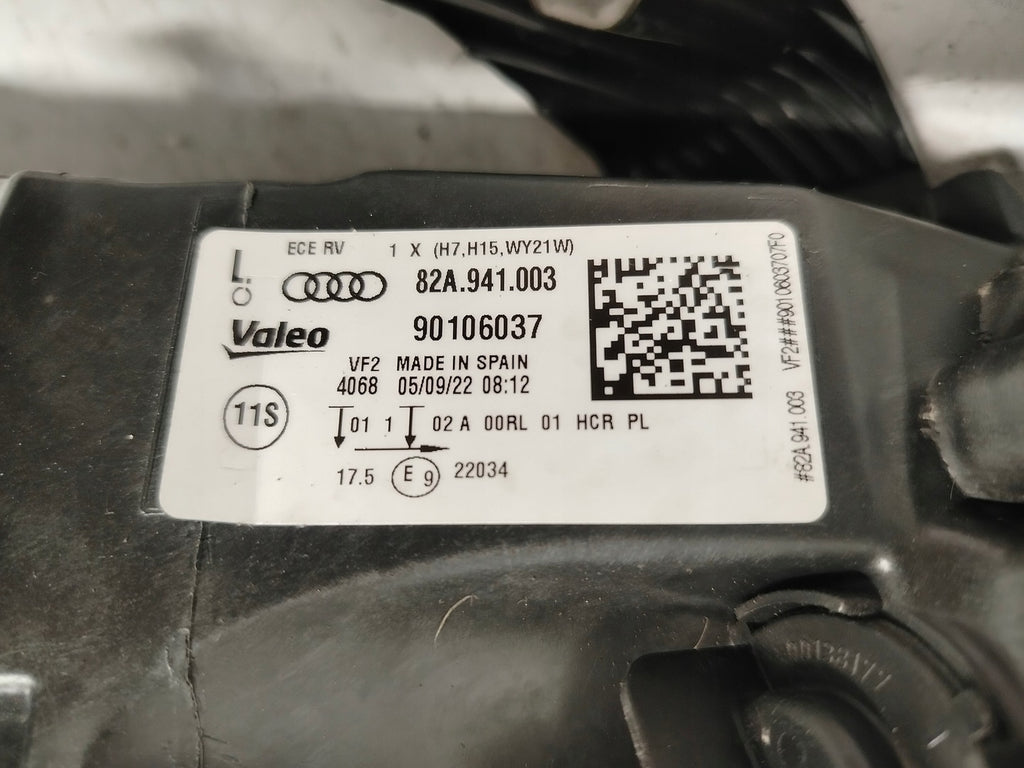 L.
O.
ECE RV 1 X (H7,H15,WY21W)
82A.941.003
Valeo 90106037
VF2 MADE IN SPAIN
4068 05/09/22 08:12
11S
01 1 02 A 00RL 01 HCR PL
17.5 E 9 22034
#82A.941.003 VF2###9010603707F0